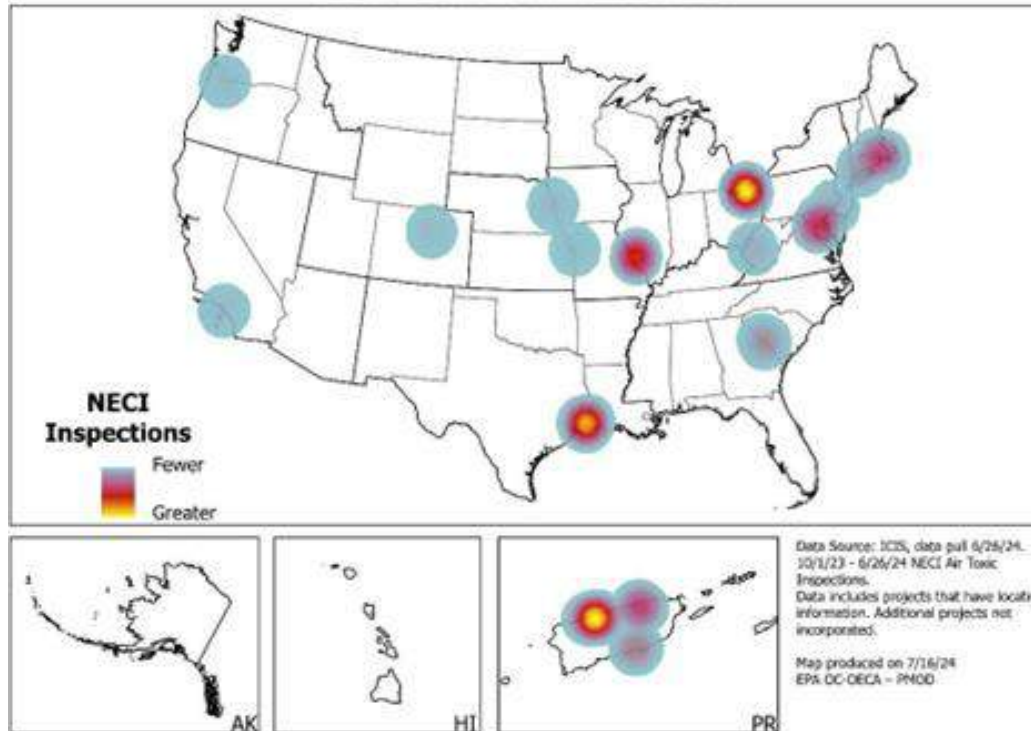 NECI
Inspections
Fewer
Greater
AK
HI
PR
Data Source: ICIS, data pull 6/26/24.
10/1/23 - 6/26/24 NECI Air Toxic
Inspections.
Data includes projects that have locati
information. Additional projects not
incorporated.
Map produced on 7/16/24
EPA OC-OECA – PMOD